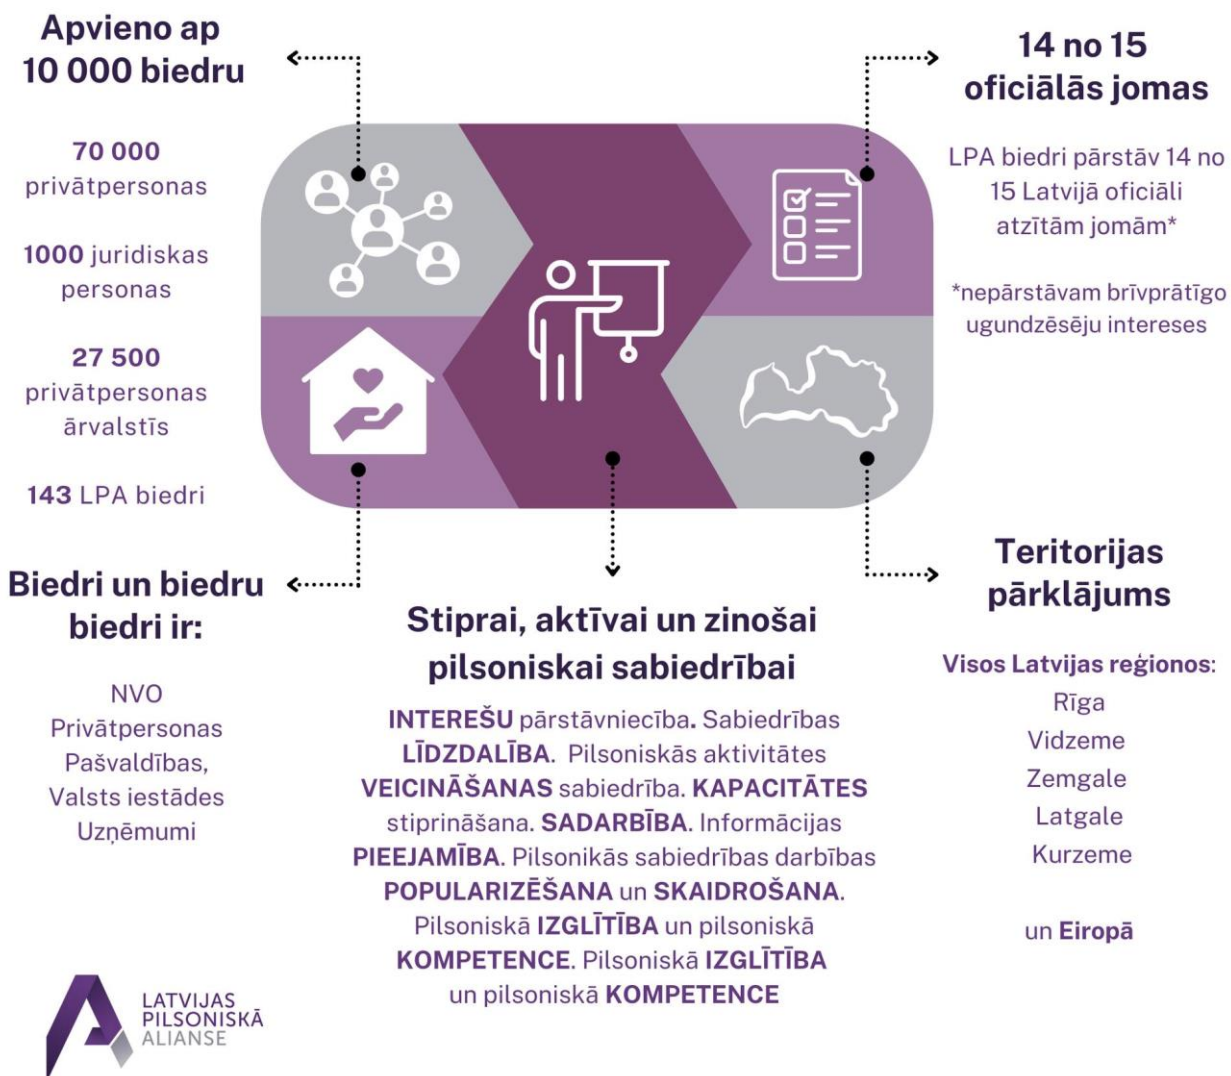 Apvieno ap
10 000 biedru
70 000
privātpersonas
1000 juridiskas
personas
27 500
privātpersonas
ārvalstīs
143 LPA biedri
14 no 15
oficiālās jomas
LPA biedri pārstāv 14 no
15 Latvijā oficiāli
atzītām jomām*
*nepārstāvam brīvprātīgo
ugundzēsēju intereses
Biedri un biedru
biedri ir:
NVO
Privātpersonas
Pašvaldības,
Valsts iestādes
Uzņēmumi
Stiprai, aktīvai un zinošai
pilsoniskai sabiedrībai
INTEREŠU pārstāvniecība. Sabiedrības
LĪDZDALĪBA. Pilsoniskās aktivitātes
VEICINĀŠANAS sabiedrība. KAPACITĀTES
stiprināšana. SADARBĪBA. Informācijas
PIEEJAMĪBA. Pilsonikās sabiedrības darbības
POPULARIZĒŠANA un SKAIDROŠANA.
Pilsoniskā IZGLĪTĪBA un pilsoniskā
KOMPETENCE. Pilsoniskā IZGLĪTĪBA
un pilsoniskā KOMPETENCE
Teritorijas
pārklājums
Visos Latvijas reģionos:
Rīga
Vidzeme
Zemgale
Latgale
Kurzeme
un Eiropā
LATVIJAS
PILSONISKĀ
ALIANSE